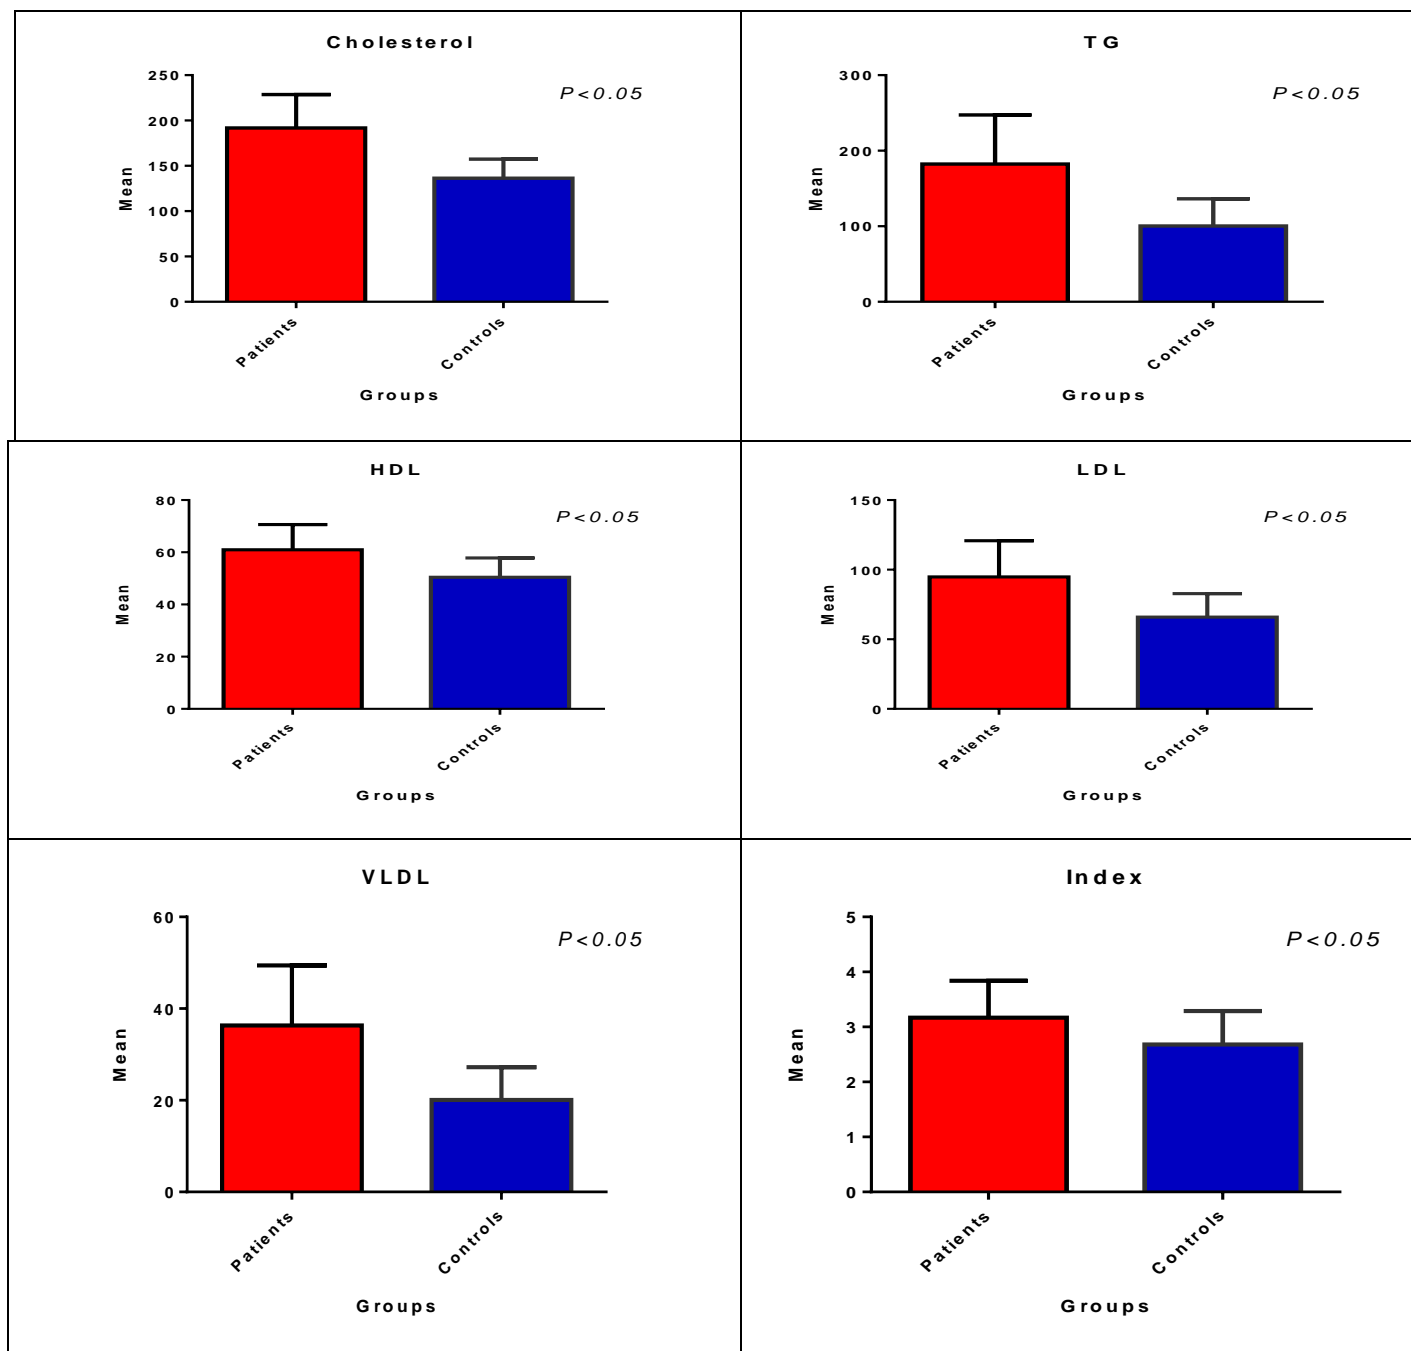 Cholesterol
P<0.05
250
200
150
100
50
0
Mean
Patients
Controls
Groups
TG
P<0.05
300
200
100
0
Mean
Patients
Controls
Groups
HDL
P<0.05
80
60
40
20
0
Mean
Patients
Controls
Groups
LDL
P<0.05
150
100
50
0
Mean
Patients
Controls
Groups
VLDL
P<0.05
60
40
20
0
Mean
Patients
Controls
Groups
Index
P<0.05
5
4
3
2
1
0
Mean
Patients
Controls
Groups